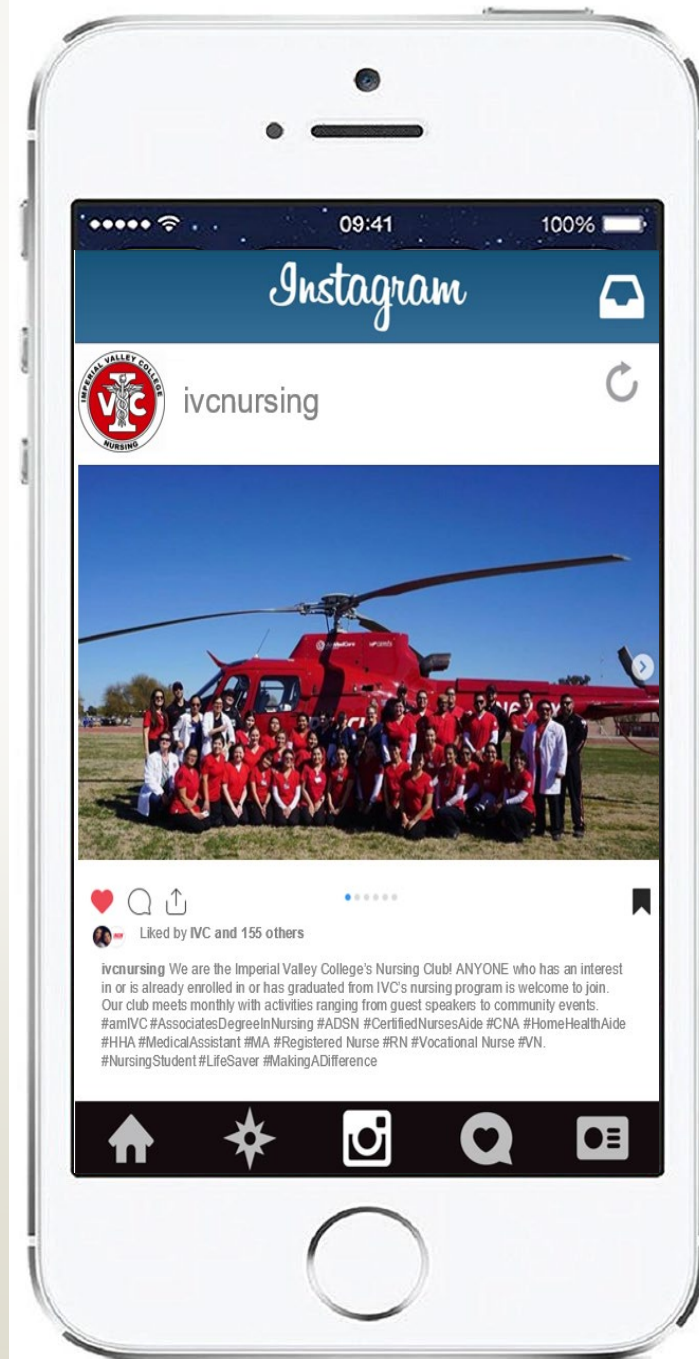 09:41 100%
Instagram
IMPERIAL VALLEY COLLEGE
I
VC
NURSING
ivcnursing
Liked by IVC and 155 others
ivcnursing We are the Imperial Valley College's Nursing Club! ANYONE who has an interest
in or is already enrolled in or has graduated from IVC's nursing program is welcome to join.
Our club meets monthly with activities ranging from guest speakers to community events.
#amIVC #AssociatesDegreeInNursing #ADSN #CertifiedNursesAide #CNA #HomeHealthAide
#HHA #MedicalAssistant #MA #Registered Nurse #RN #Vocational Nurse #VN.
#NursingStudent #LifeSaver #MakingADifference